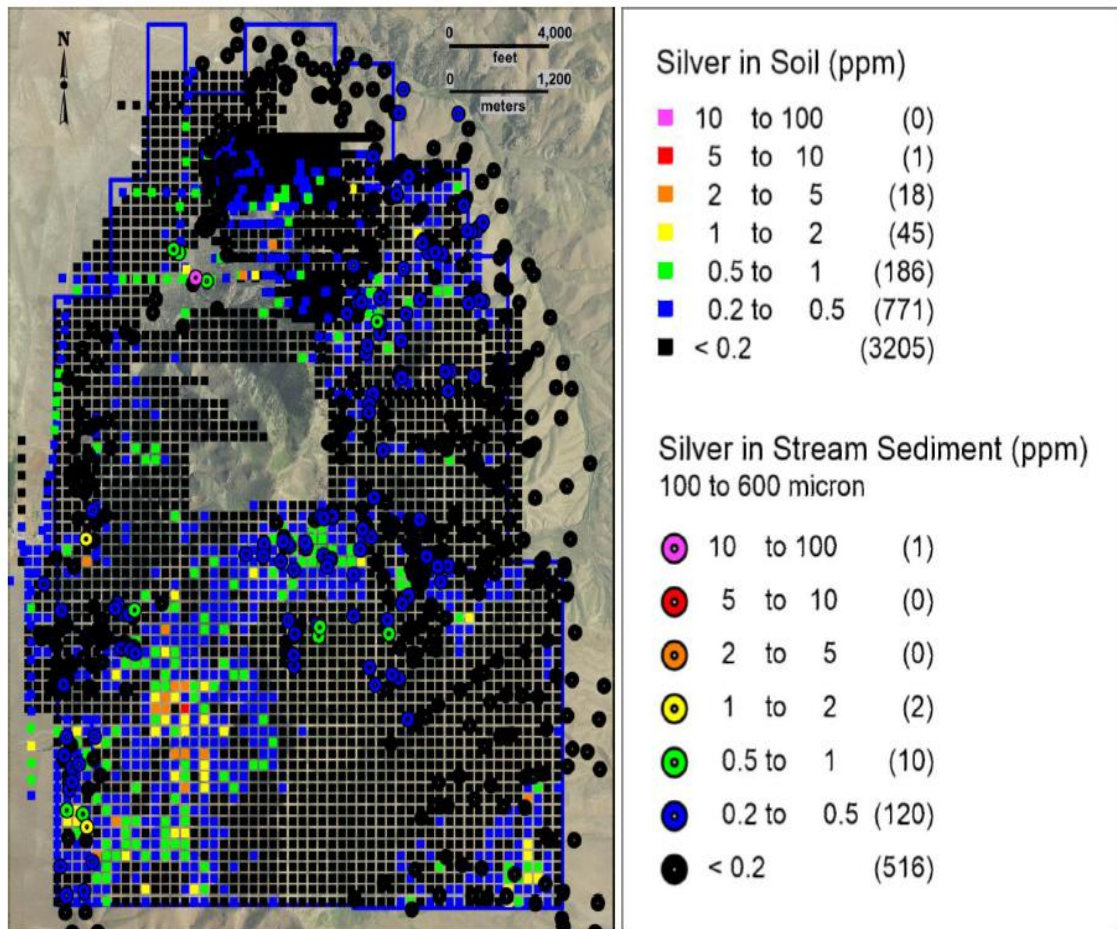 N
0 4,000
feet
0 1,200
meters
Silver in Soil (ppm)
10 to 100 (0)
5 to 10 (1)
2 to 5 (18)
1 to 2 (45)
0.5 to 1 (186)
0.2 to 0.5 (771)
< 0.2 (3205)
Silver in Stream Sediment (ppm)
100 to 600 micron
10 to 100 (1)
5 to 10 (0)
2 to 5 (0)
1 to 2 (2)
0.5 to 1 (10)
0.2 to 0.5 (120)
< 0.2 (516)